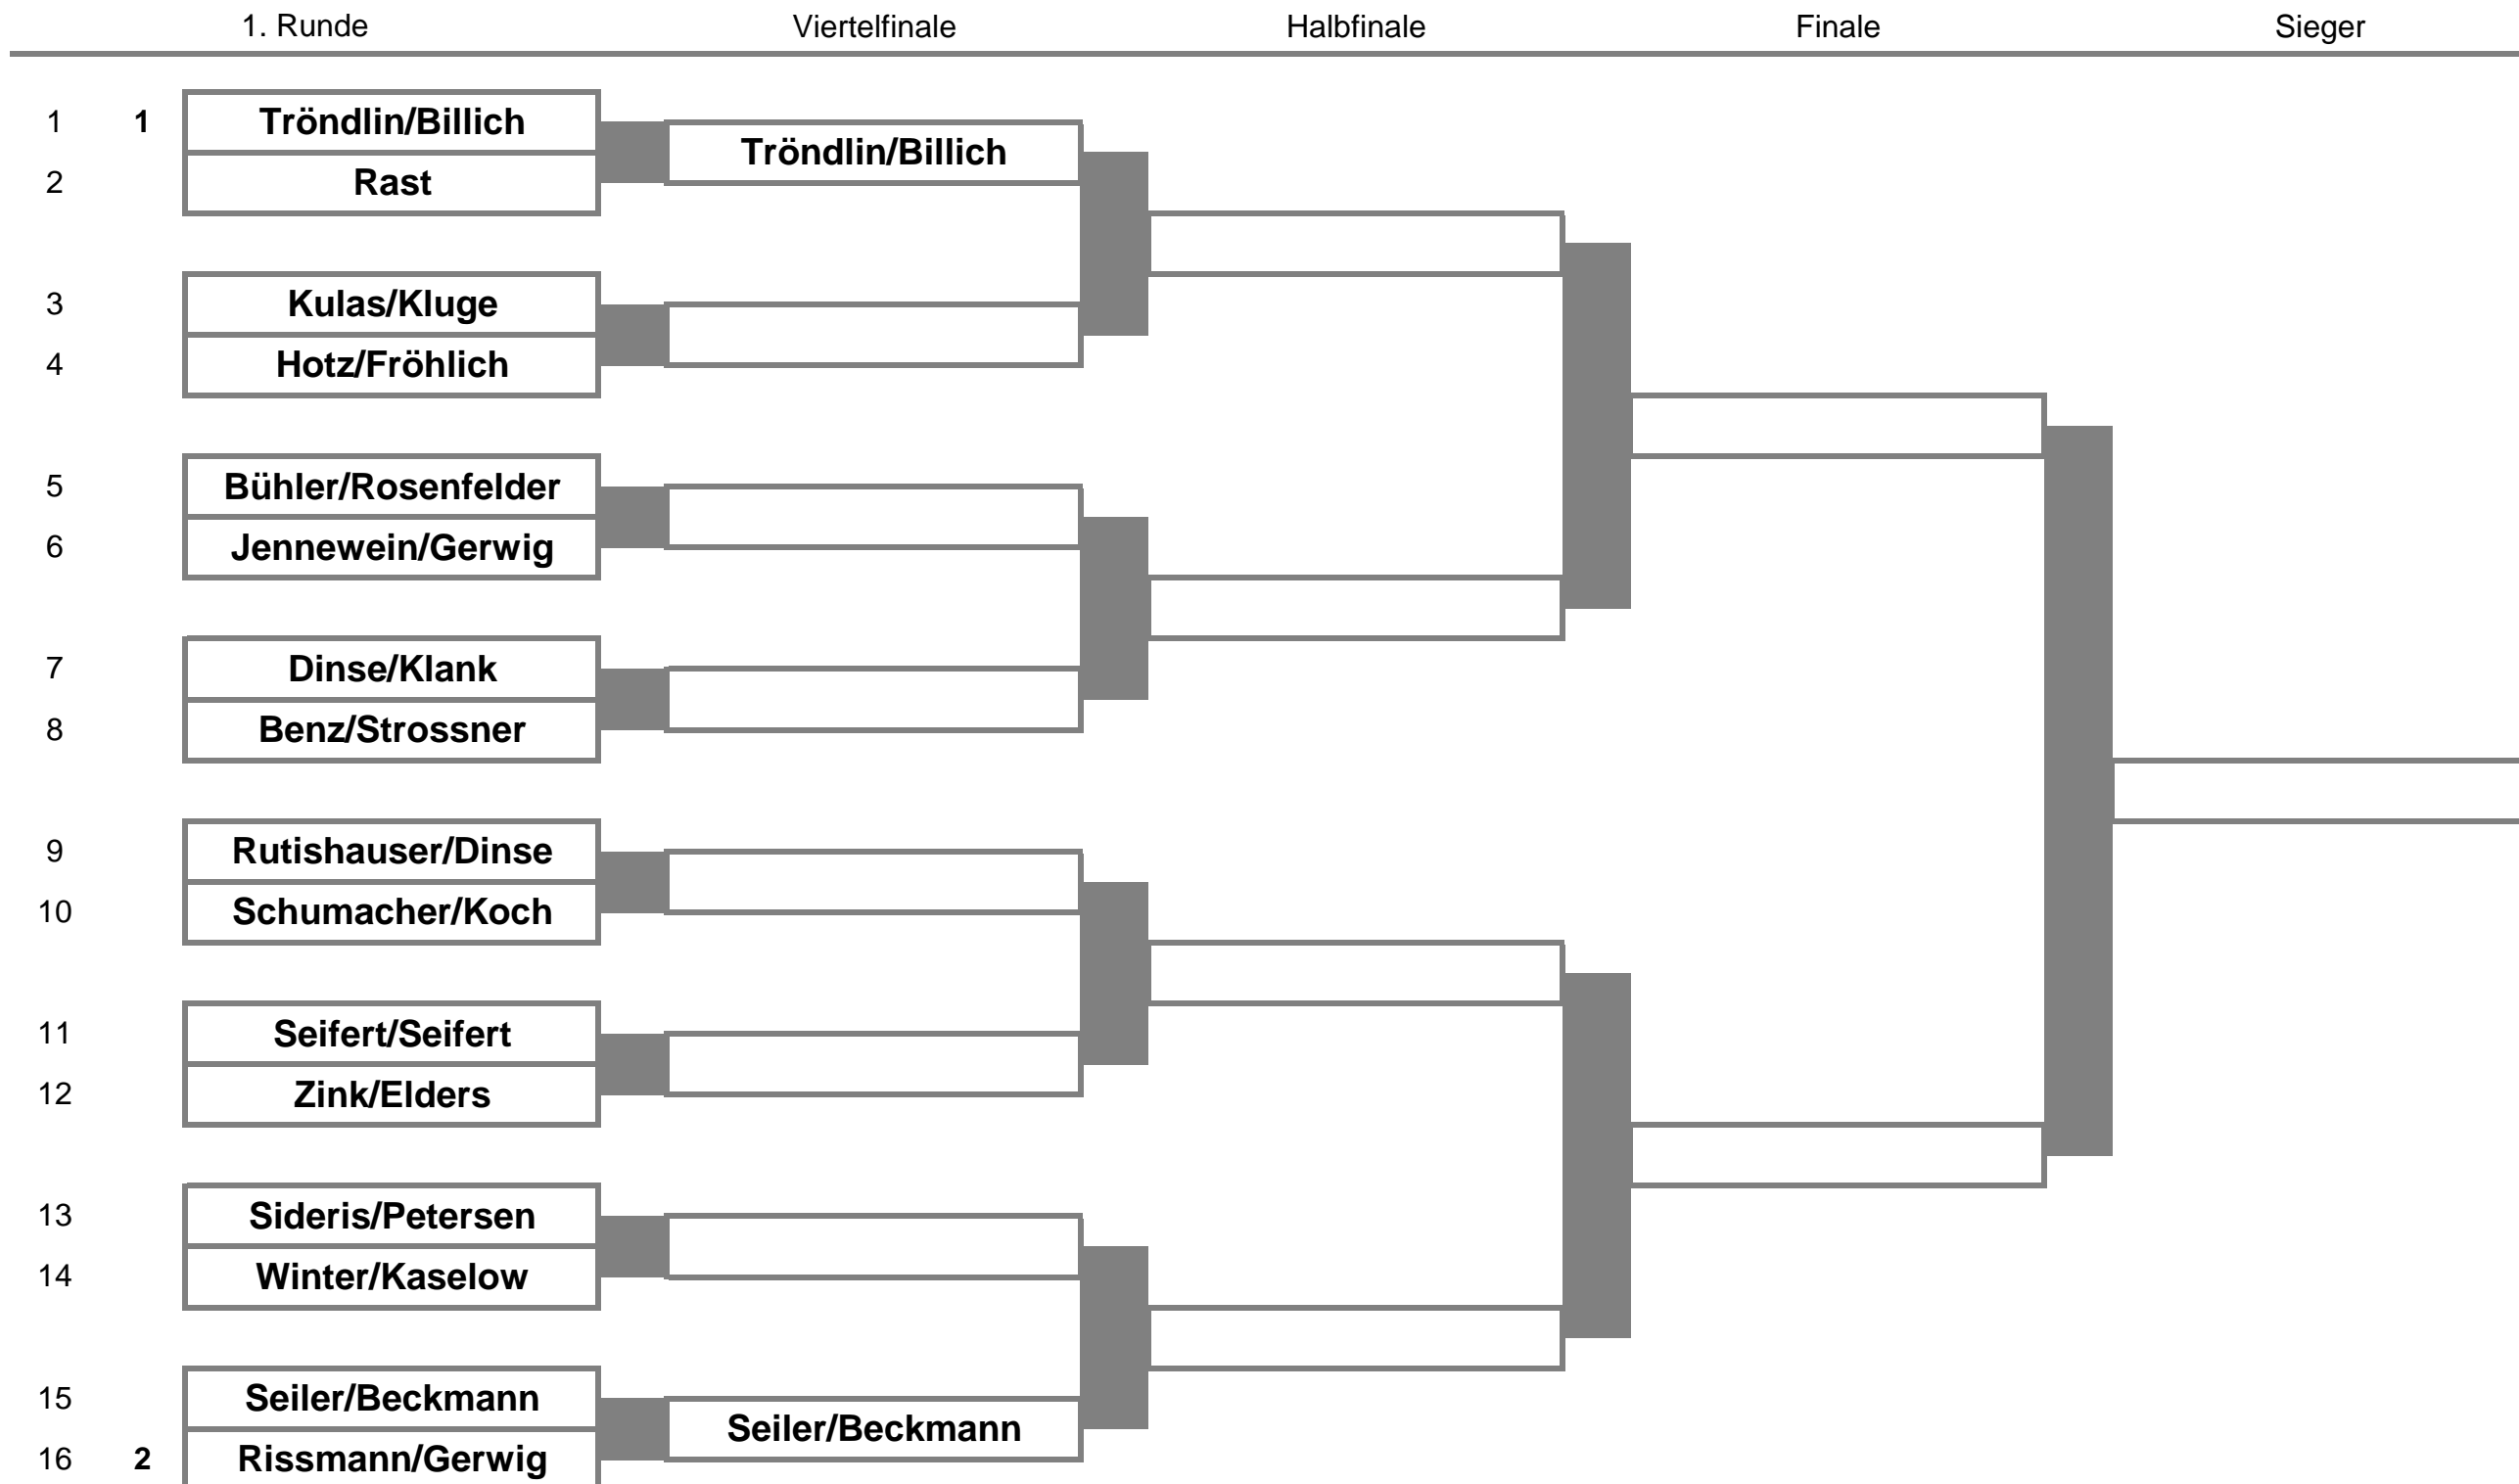 1. Runde Viertelfinale Halbfinale Finale Sieger
1 1 Tröndlin/Billich
Tröndlin/Billich
2 Rast
3 Kulas/Kluge
4 Hotz/Fröhlich
5 Bühler/Rosenfelder
6 Jennewein/Gerwig
7 Dinse/Klank
8 Benz/Strossner
9 Rutishauser/Dinse
10 Schumacher/Koch
11 Seifert/Seifert
12 Zink/Elders
13 Sideris/Petersen
14 Winter/Kaselow
15 Seiler/Beckmann
Seiler/Beckmann
16 2 Rissmann/Gerwig